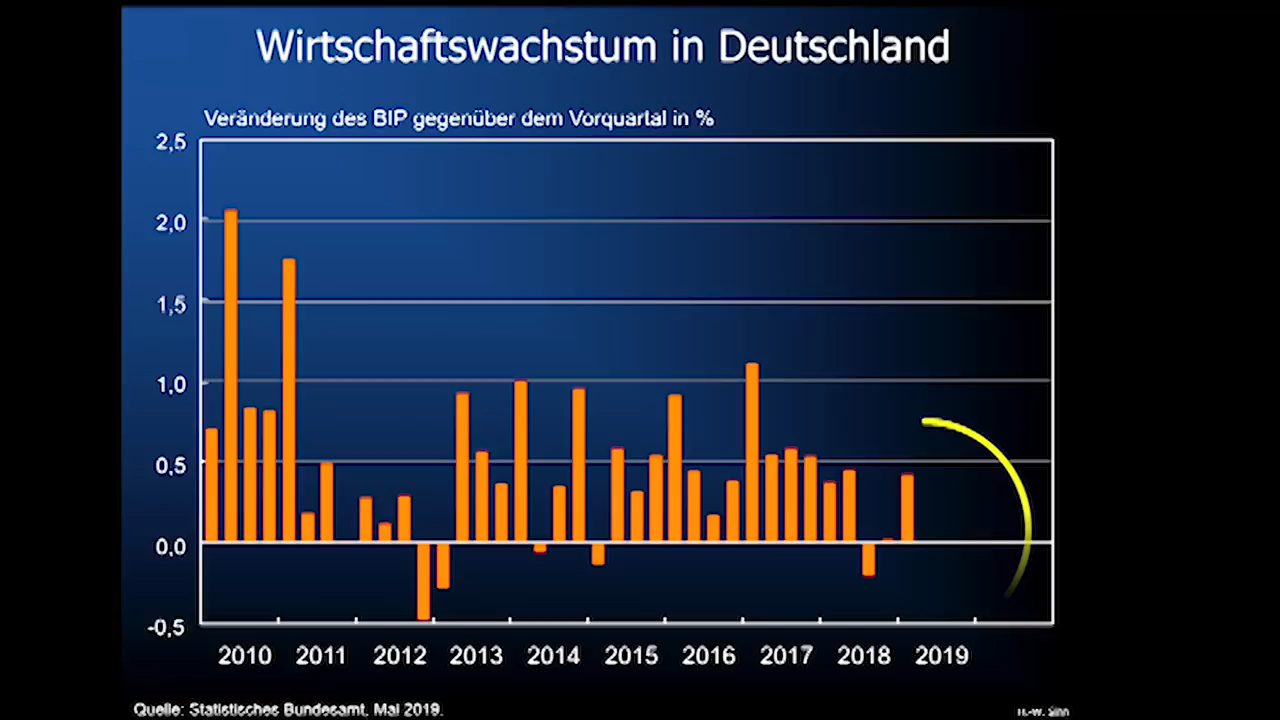 Wirtschaftswachstum in Deutschland
Veränderung des BIP gegenüber dem Vorquartal in %
2,5
2,0
1,5
1,0
0,5
0,0
-0,5
2010 2011 2012 2013 2014 2015 2016 2017 2018 2019
Quelle: Statistisches Bundesamt, Mai 2019.
H.-W. Sinn